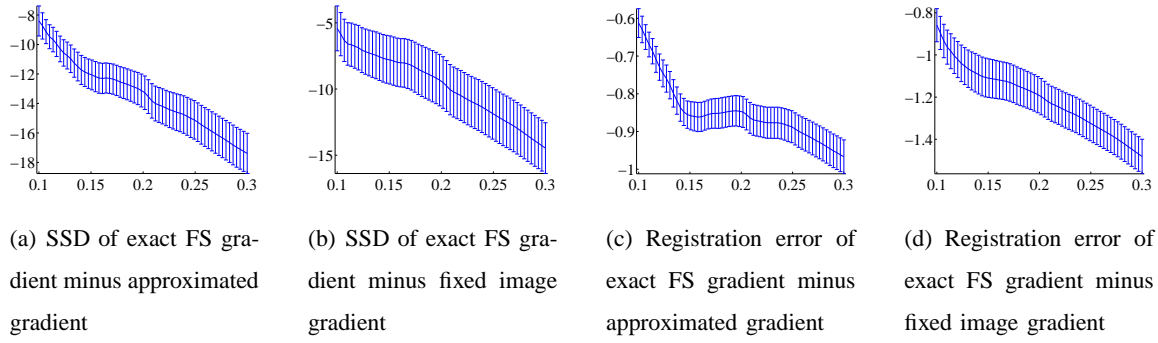 −8
−10
−12
−14
−16
−18
0.1 0.15 0.2 0.25 0.3
−5
−10
−15
0.1 0.15 0.2 0.25 0.3
−0.6
−0.7
−0.8
−0.9
−1
0.1 0.15 0.2 0.25 0.3
−0.8
−1
−1.2
−1.4
0.1 0.15 0.2 0.25 0.3
(a) SSD of exact FS gra-
dient minus approximated
gradient
(b) SSD of exact FS gra-
dient minus fixed image
gradient
(c) Registration error of
exact FS gradient minus
approximated gradient
(d) Registration error of
exact FS gradient minus
fixed image gradient